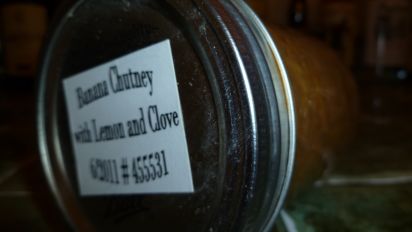 Banana Chutney
with Lemon and Clove
6/2011 # 455531